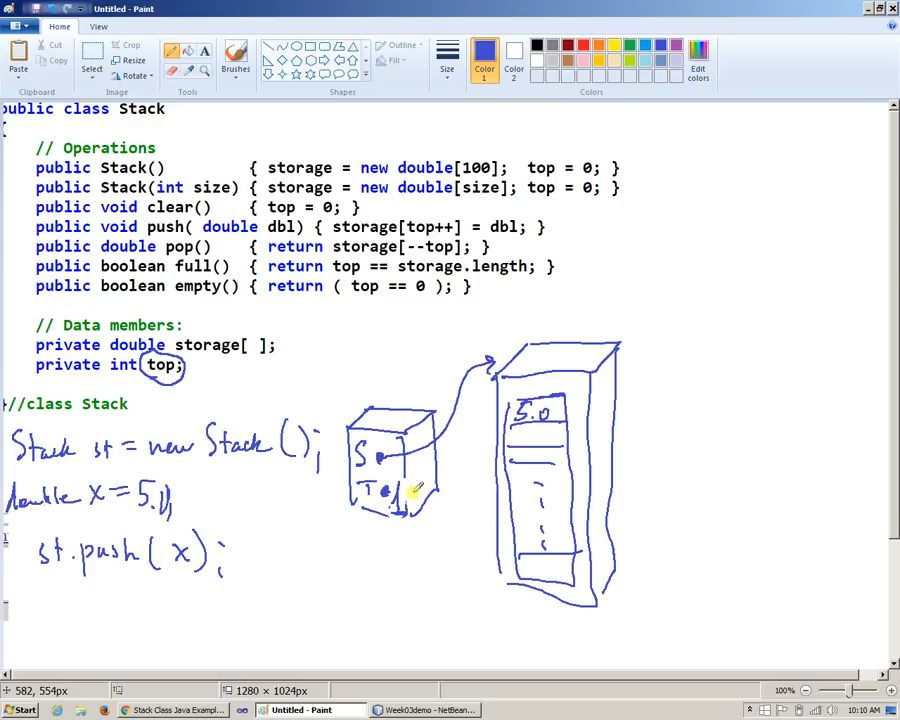 Untitled - Paint
Home
View
Paste
Cut
Copy
Clipboard
Select
Crop
Resize
Rotate
Image
A
Tools
Brushes
Outline
Fill
Shapes
Size
Color 1
Color 2
Edit colors
Colors
public class Stack
{
// Operations
public Stack() { storage = new double[100]; top = 0; }
public Stack(int size) { storage = new double[size]; top = 0; }
public void clear() { top = 0; }
public void push( double dbl) { storage[top++] = dbl; }
public double pop() { return storage[--top]; }
public boolean full() { return top == storage.length; }
public boolean empty() { return ( top == 0 ); }
// Data members:
private double storage[ ];
private int top;
}//class Stack
Stack st = new Stack();
double x = 5.0,
st.push(x);
S
T
1
5.0
582, 554px
1280 × 1024px
100%
Start
Stack Class Java Exampl...
Untitled - Paint
Week03demo - NetBean...
10:10 AM